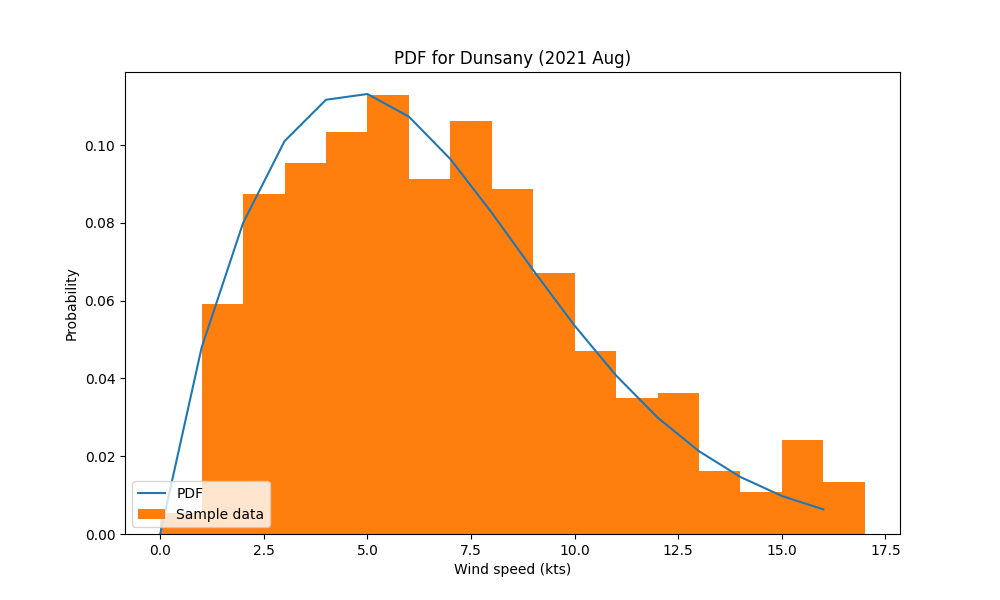 PDF for Dunsany (2021 Aug)
Probability
0.10
0.08
0.06
0.04
0.02
0.00
PDF
Sample data
0.0 2.5 5.0 7.5 10.0 12.5 15.0 17.5
Wind speed (kts)